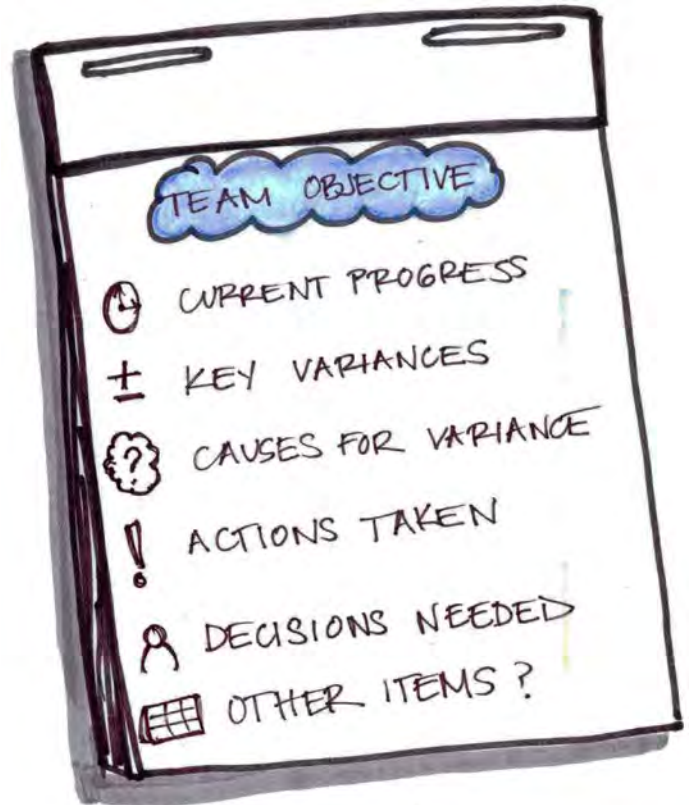 TEAM OBJECTIVE
CURRENT PROGRESS
± KEY VARIANCES
? CAUSES FOR VARIANCE
! ACTIONS TAKEN
DECISIONS NEEDED
OTHER ITEMS?